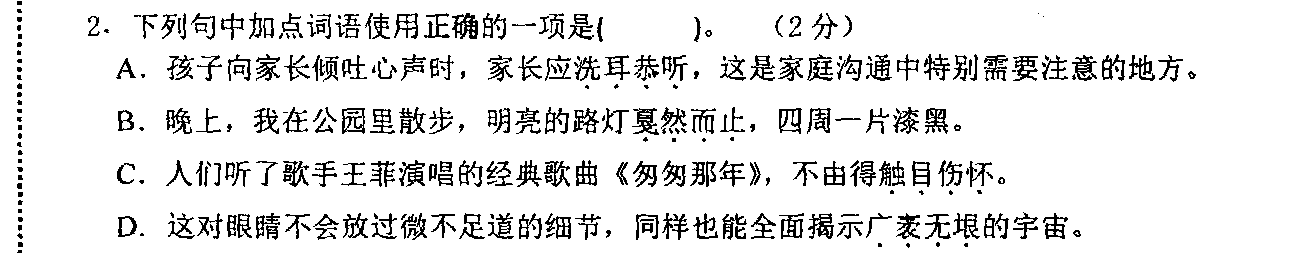 2. 下列句中加点词语使用正确的一项是(      )。 (2分)
A. 孩子向家长倾吐心声时，家长应洗耳恭听，这是家庭沟通中特别需要注意的地方。
B. 晚上，我在公园里散步，明亮的路灯戛然而止，四周一片漆黑。
C. 人们听了歌手王菲演唱的经典歌曲《匆匆那年》，不由得触目伤怀。
D. 这对眼睛不会放过微不足道的细节，同样也能全面揭示广袤无垠的宇宙。